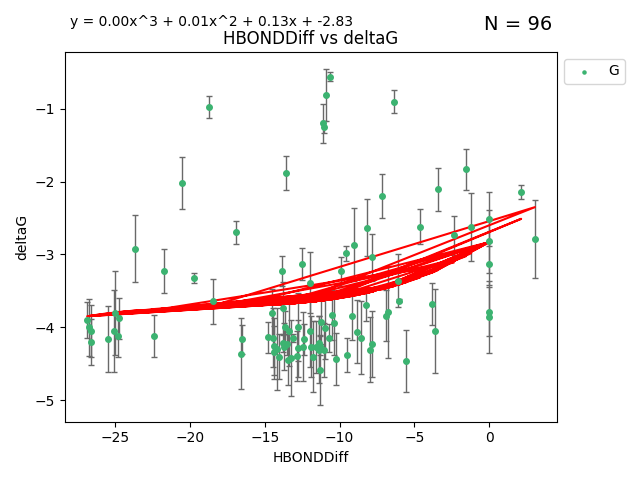 y = 0.00x^3 + 0.01x^2 + 0.13x + -2.83
N = 96
HBONDDiff vs deltaG
G
−1
−2
−3
−4
−5
deltaG
−25 −20 −15 −10 −5 0
HBONDDiff